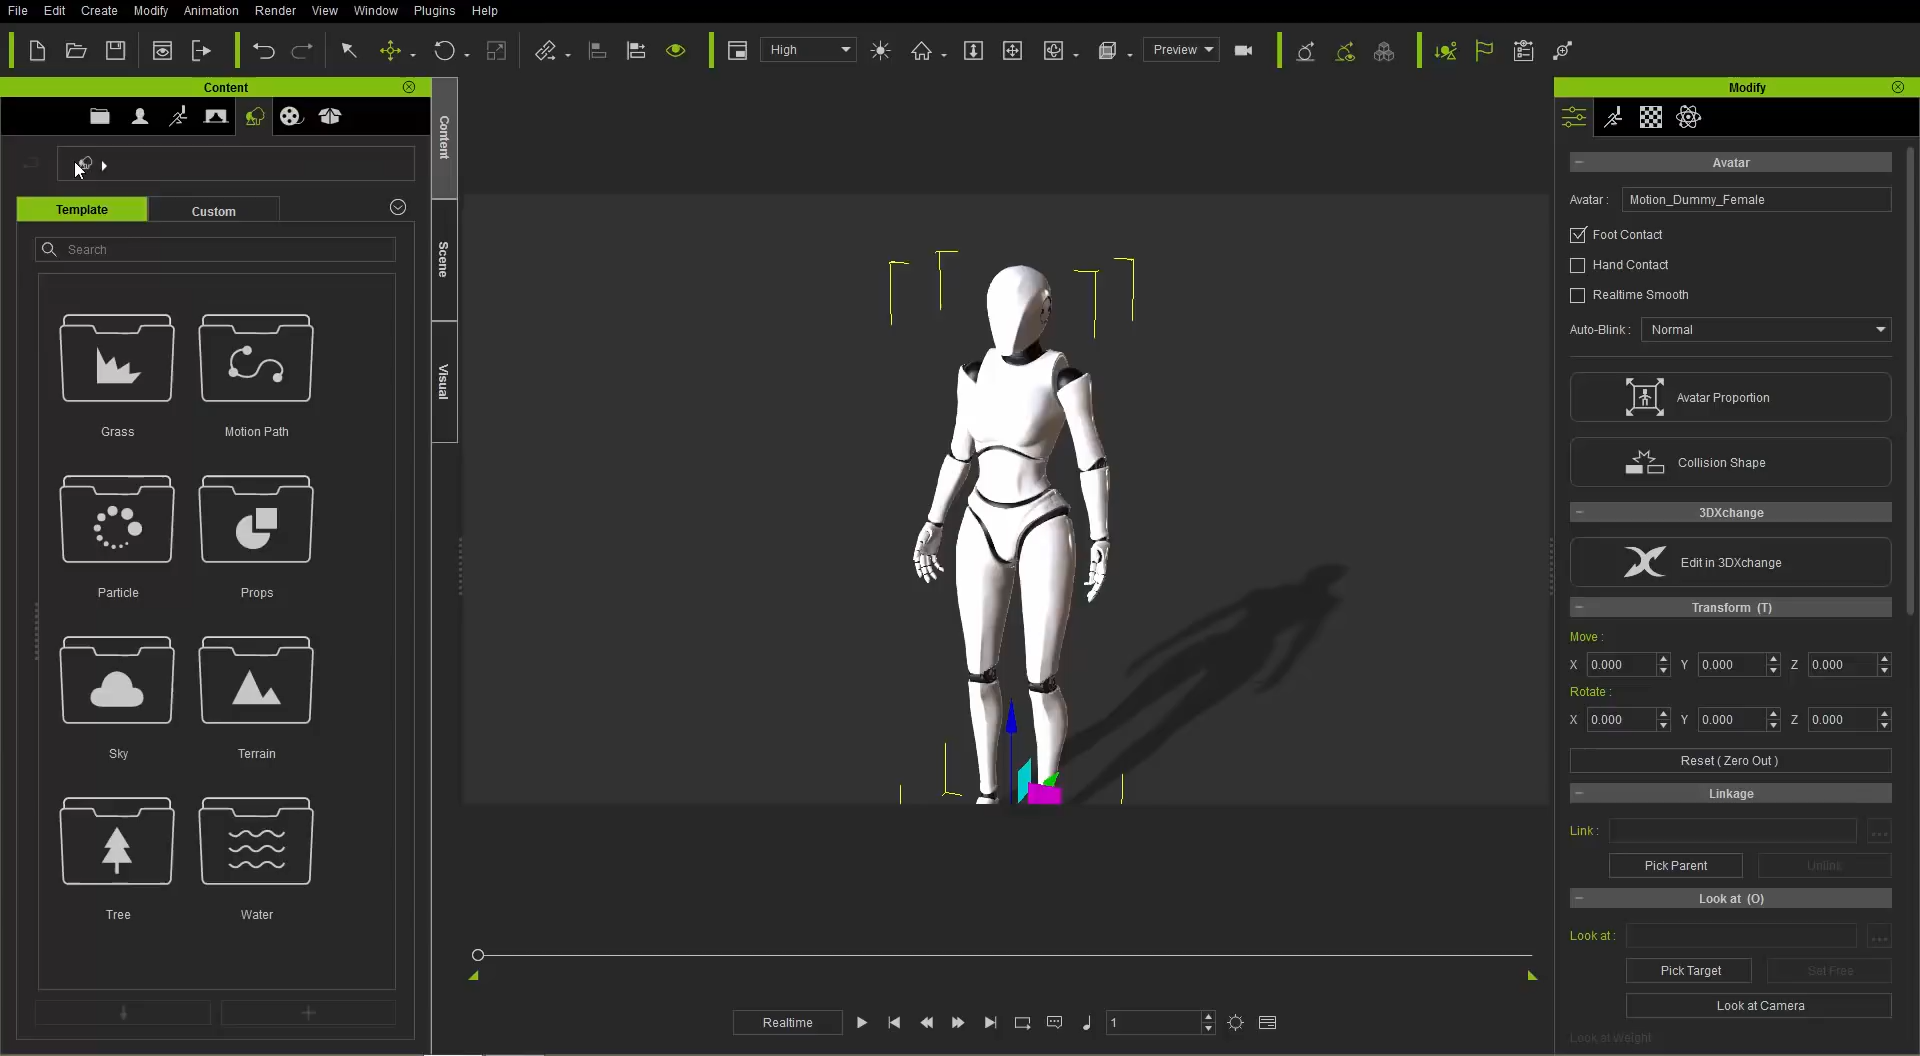 File Edit Create Modify Animation Render View Window Plugins Help
High
Preview
Content
Modify
Content
Scene
Visual
Template
Custom
Search
Grass
Motion Path
Particle
Props
Sky
Terrain
Tree
Water
Avatar
Avatar : Motion_Dummy_Female
Foot Contact
Hand Contact
Realtime Smooth
Auto-Blink : Normal
Avatar Proportion
Collision Shape
3DXchange
Edit in 3DXchange
Transform (T)
Move :
X 0.000 Y 0.000 Z 0.000
Rotate :
X 0.000 Y 0.000 Z 0.000
Reset ( Zero Out )
Linkage
Link : ...
Pick Parent Unlink
Look at (O)
Look at : ...
Pick Target Set Free
Look at Camera
Look at Weight
Realtime
1